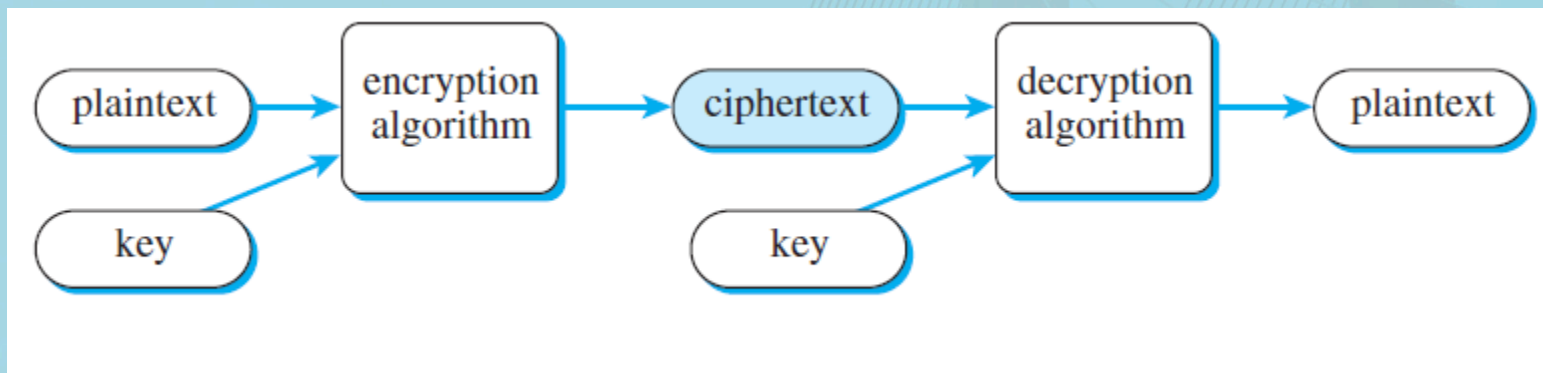 plaintext
encryption
algorithm
ciphertext
decryption
algorithm
plaintext
key
key